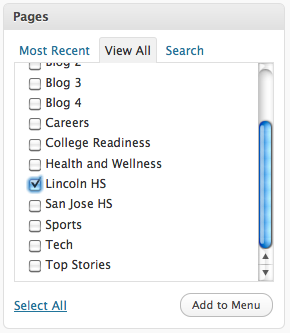 Pages
Most Recent View All Search
Blog 2
Blog 3
Blog 4
Careers
College Readiness
Health and Wellness
Lincoln HS
San Jose HS
Sports
Tech
Top Stories
Select All Add to Menu